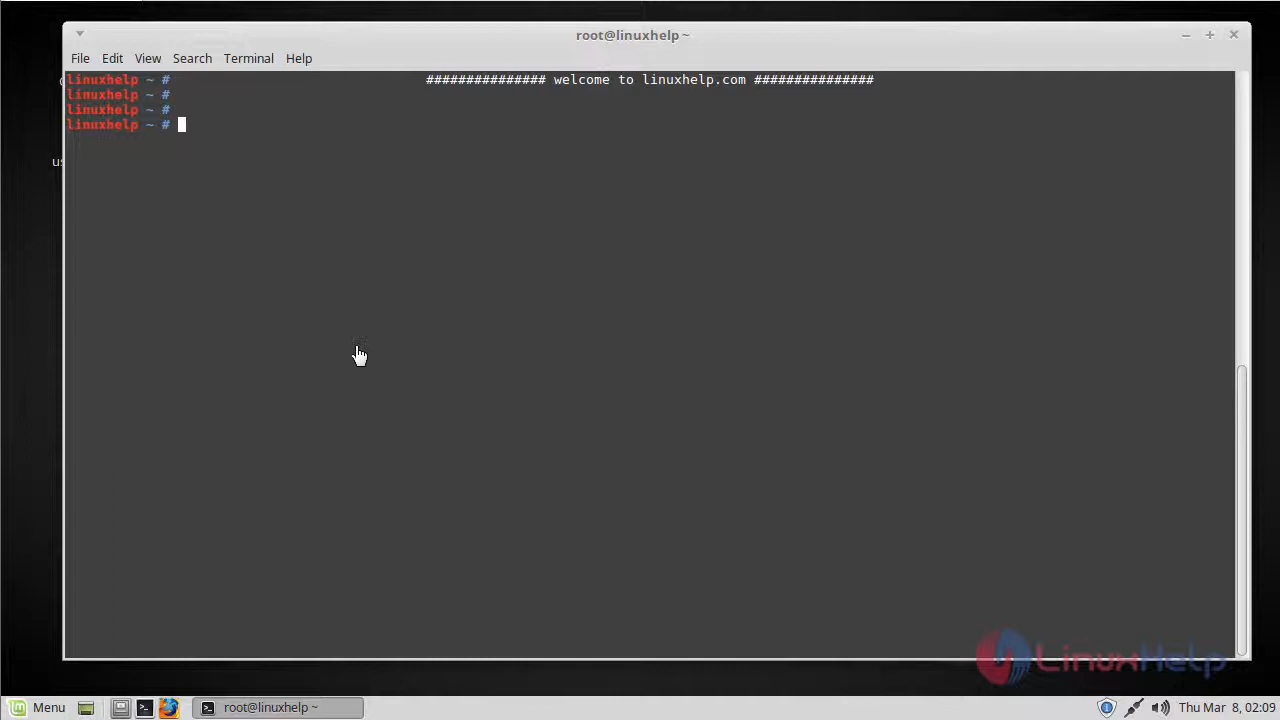 root@linuxhelp ~
File Edit View Search Terminal Help
linuxhelp ~ # ############### welcome to linuxhelp.com ###############
linuxhelp ~ #
linuxhelp ~ #
linuxhelp ~ #
us
LinuxHelp
Menu root@linuxhelp ~ Thu Mar 8, 02:09